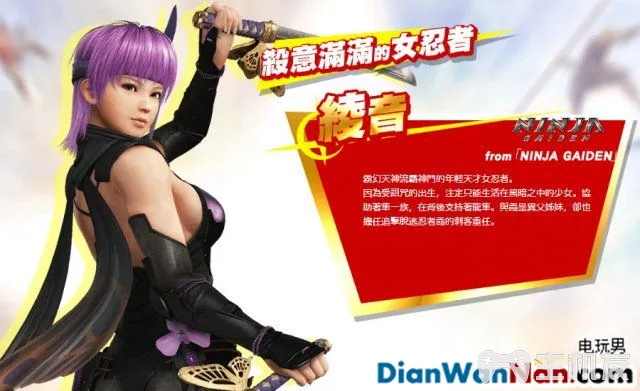 殺意滿滿的女忍者
綾音
NINJA
GAIDEN
from「NINJA GAIDEN」
霧幻天神流霸神門的年輕天才女忍者。
因為受詛咒的出生，注定只能生活在黑暗之中的少女。協
助著隼一族，在背後支持著龍隼。與霞是異父姊妹，卻也
擔任追擊脫逃忍者霞的刺客重任。
电玩男
DianWanNan.com